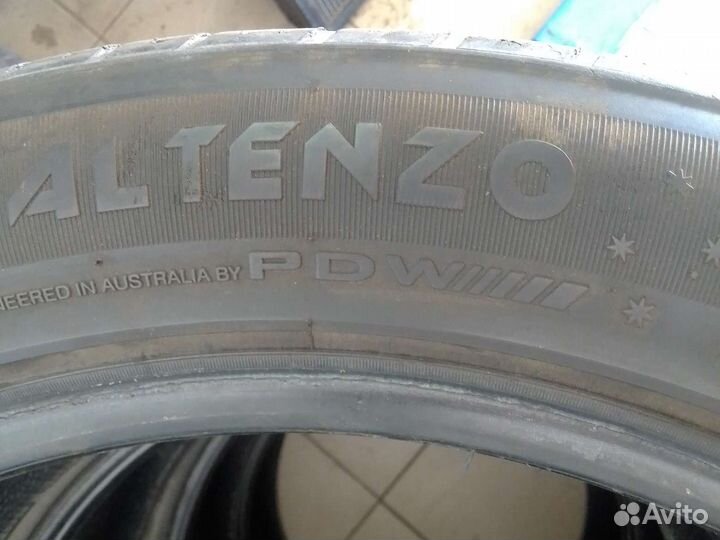 ALTENZO
NEERED IN AUSTRALIA BY PDW
Avito